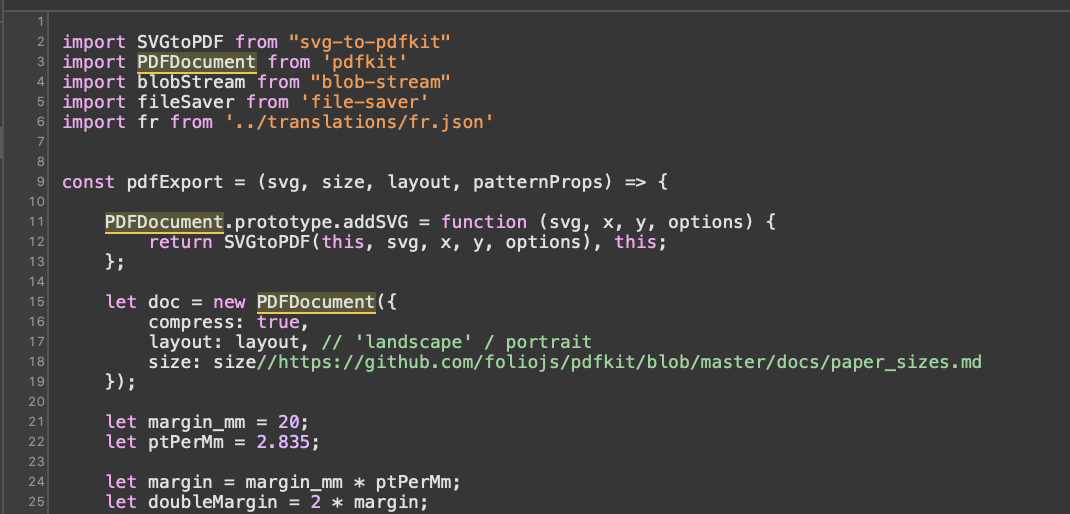 1
2 import SVGtoPDF from "svg-to-pdfkit"
3 import PDFDocument from 'pdfkit'
4 import blobStream from "blob-stream"
5 import fileSaver from 'file-saver'
6 import fr from '../translations/fr.json'
7
8
9 const pdfExport = (svg, size, layout, patternProps) => {
10
11     PDFDocument.prototype.addSVG = function (svg, x, y, options) {
12         return SVGtoPDF(this, svg, x, y, options), this;
13     };
14
15     let doc = new PDFDocument({
16         compress: true,
17         layout: layout, // 'landscape' / portrait
18         size: size//https://github.com/foliojs/pdfkit/blob/master/docs/paper_sizes.md
19     });
20
21     let margin_mm = 20;
22     let ptPerMm = 2.835;
23
24     let margin = margin_mm * ptPerMm;
25     let doubleMargin = 2 * margin;